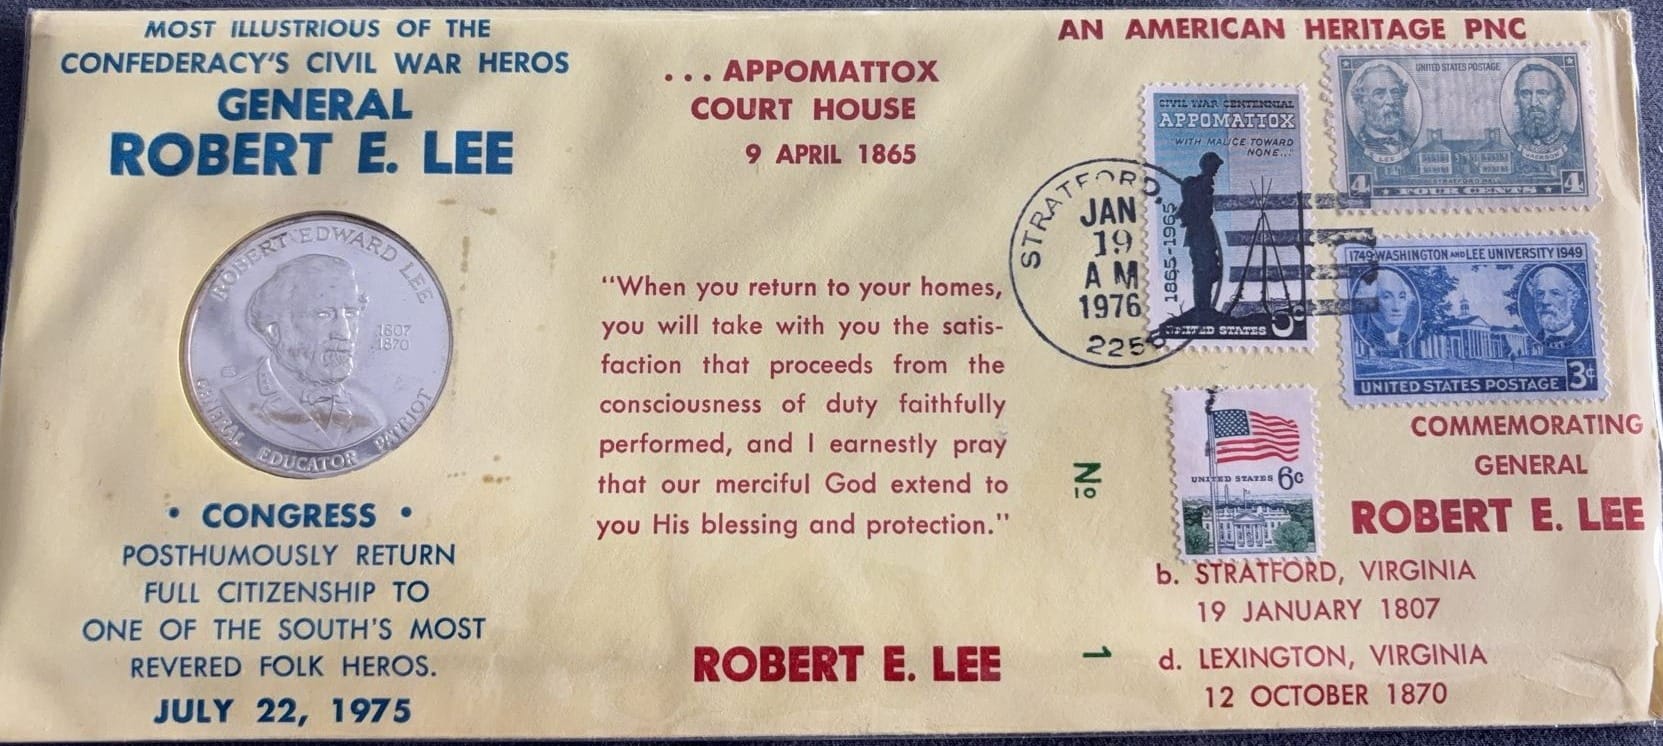 MOST ILLUSTRIOUS OF THE
CONFEDERACY'S CIVIL WAR HEROS
GENERAL
ROBERT E. LEE
ROBERT EDWARD LEE
1807
1870
GENERAL EDUCATOR PATRIOT
• CONGRESS •
POSTHUMOUSLY RETURN
FULL CITIZENSHIP TO
ONE OF THE SOUTH'S MOST
REVERED FOLK HEROS.
JULY 22, 1975
... APPOMATTOX
COURT HOUSE
9 APRIL 1865
"When you return to your homes,
you will take with you the satis-
faction that proceeds from the
consciousness of duty faithfully
performed, and I earnestly pray
that our merciful God extend to
you His blessing and protection."
ROBERT E. LEE
AN AMERICAN HERITAGE PNC
STRATFORD,
JAN
19
A M
1976
CIVIL WAR CENTENNIAL
APPOMATTOX
"WITH MALICE TOWARD
NONE..."
1865-1965
UNITED STATES 5¢
UNITED STATES POSTAGE
LEE
JACKSON
STRATFORD HALL
4 FOUR CENTS 4
1749 WASHINGTON AND LEE UNIVERSITY 1949
UNITED STATES POSTAGE 3¢
UNITED STATES 6c
No
1
COMMEMORATING
GENERAL
ROBERT E. LEE
b. STRATFORD, VIRGINIA
19 JANUARY 1807
d. LEXINGTON, VIRGINIA
12 OCTOBER 1870